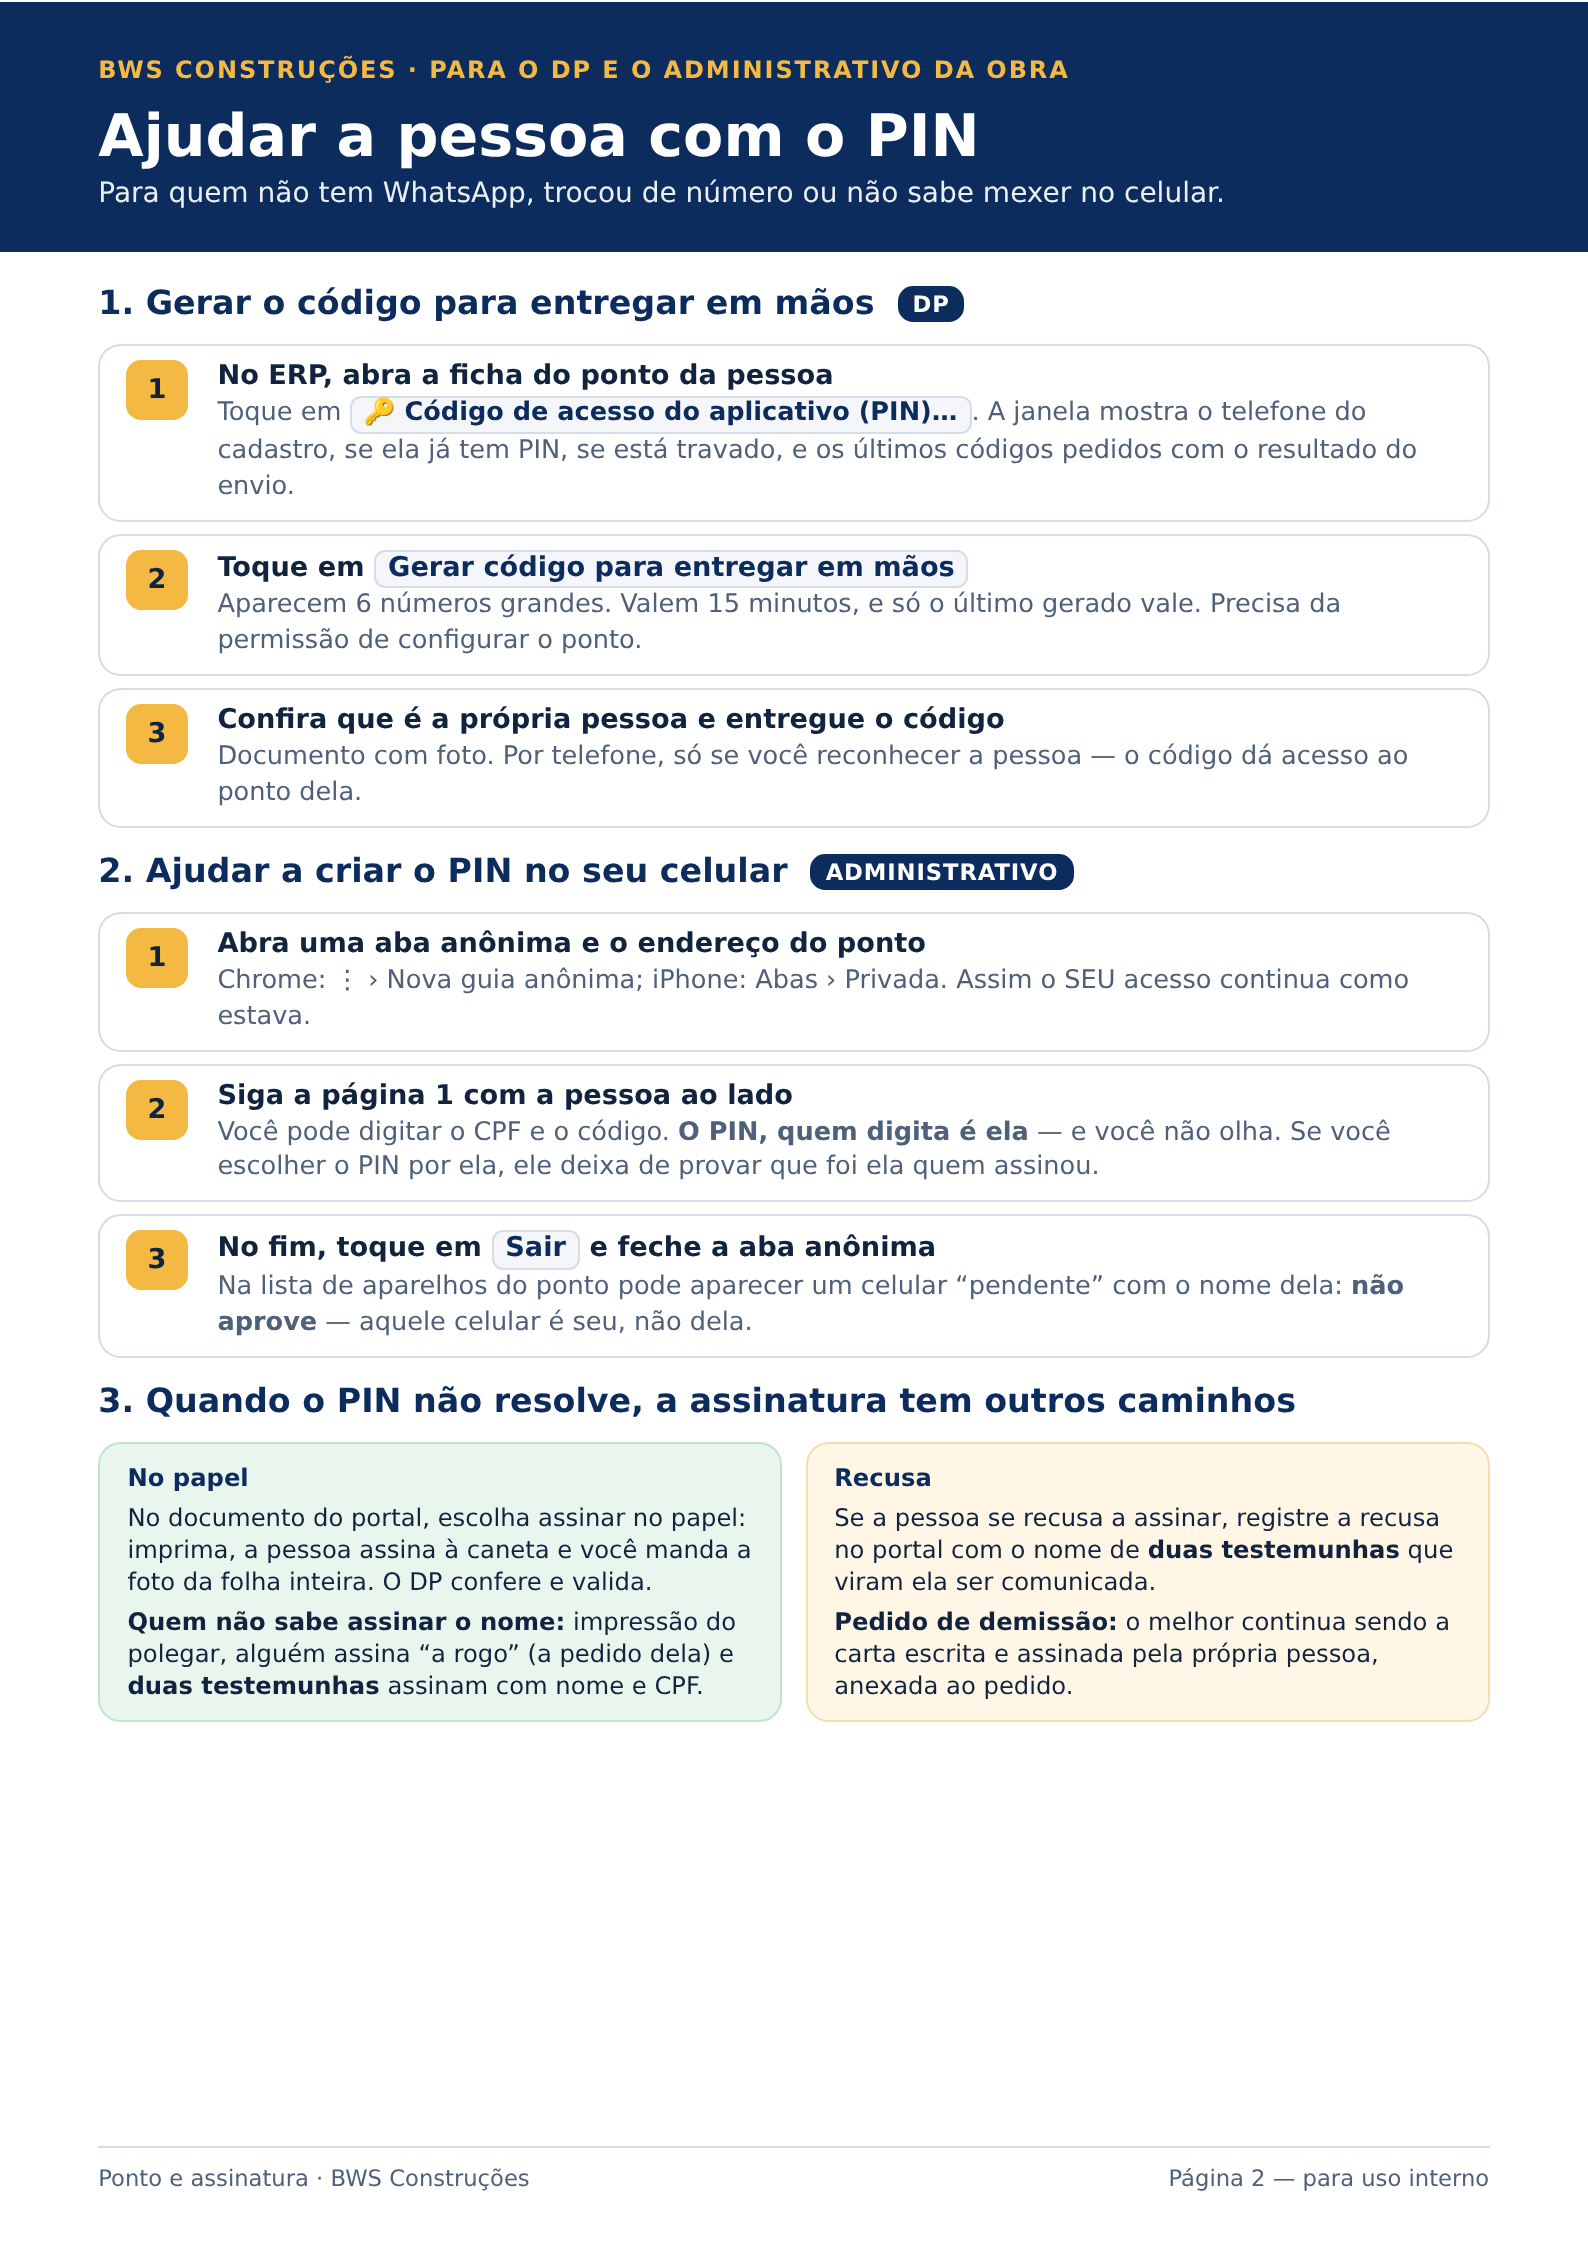 BWS CONSTRUÇÕES · PARA O DP E O ADMINISTRATIVO DA OBRA
Ajudar a pessoa com o PIN
Para quem não tem WhatsApp, trocou de número ou não sabe mexer no celular.
1. Gerar o código para entregar em mãos DP
1
No ERP, abra a ficha do ponto da pessoa
Toque em 🔑 Código de acesso do aplicativo (PIN)… . A janela mostra o telefone do
cadastro, se ela já tem PIN, se está travado, e os últimos códigos pedidos com o resultado do
envio.
2
Toque em Gerar código para entregar em mãos
Aparecem 6 números grandes. Valem 15 minutos, e só o último gerado vale. Precisa da
permissão de configurar o ponto.
3
Confira que é a própria pessoa e entregue o código
Documento com foto. Por telefone, só se você reconhecer a pessoa — o código dá acesso ao
ponto dela.
2. Ajudar a criar o PIN no seu celular ADMINISTRATIVO
1
Abra uma aba anônima e o endereço do ponto
Chrome: ⋮ › Nova guia anônima; iPhone: Abas › Privada. Assim o SEU acesso continua como
estava.
2
Siga a página 1 com a pessoa ao lado
Você pode digitar o CPF e o código. O PIN, quem digita é ela — e você não olha. Se você
escolher o PIN por ela, ele deixa de provar que foi ela quem assinou.
3
No fim, toque em Sair e feche a aba anônima
Na lista de aparelhos do ponto pode aparecer um celular “pendente” com o nome dela: não
aprove — aquele celular é seu, não dela.
3. Quando o PIN não resolve, a assinatura tem outros caminhos
No papel
No documento do portal, escolha assinar no papel:
imprima, a pessoa assina à caneta e você manda a
foto da folha inteira. O DP confere e valida.
Quem não sabe assinar o nome: impressão do
polegar, alguém assina “a rogo” (a pedido dela) e
duas testemunhas assinam com nome e CPF.
Recusa
Se a pessoa se recusa a assinar, registre a recusa
no portal com o nome de duas testemunhas que
viram ela ser comunicada.
Pedido de demissão: o melhor continua sendo a
carta escrita e assinada pela própria pessoa,
anexada ao pedido.
Ponto e assinatura · BWS Construções
Página 2 — para uso interno